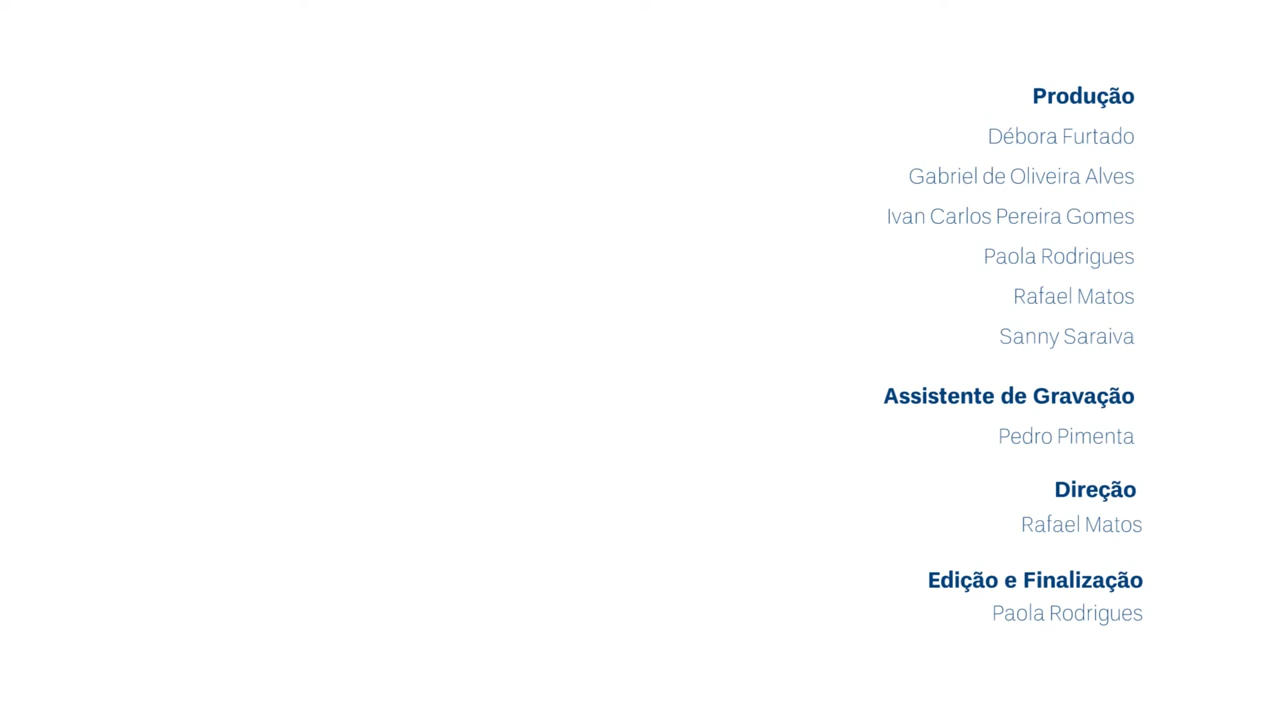 Produção
Débora Furtado
Gabriel de Oliveira Alves
Ivan Carlos Pereira Gomes
Paola Rodrigues
Rafael Matos
Sanny Saraiva
Assistente de Gravação
Pedro Pimenta
Direção
Rafael Matos
Edição e Finalização
Paola Rodrigues